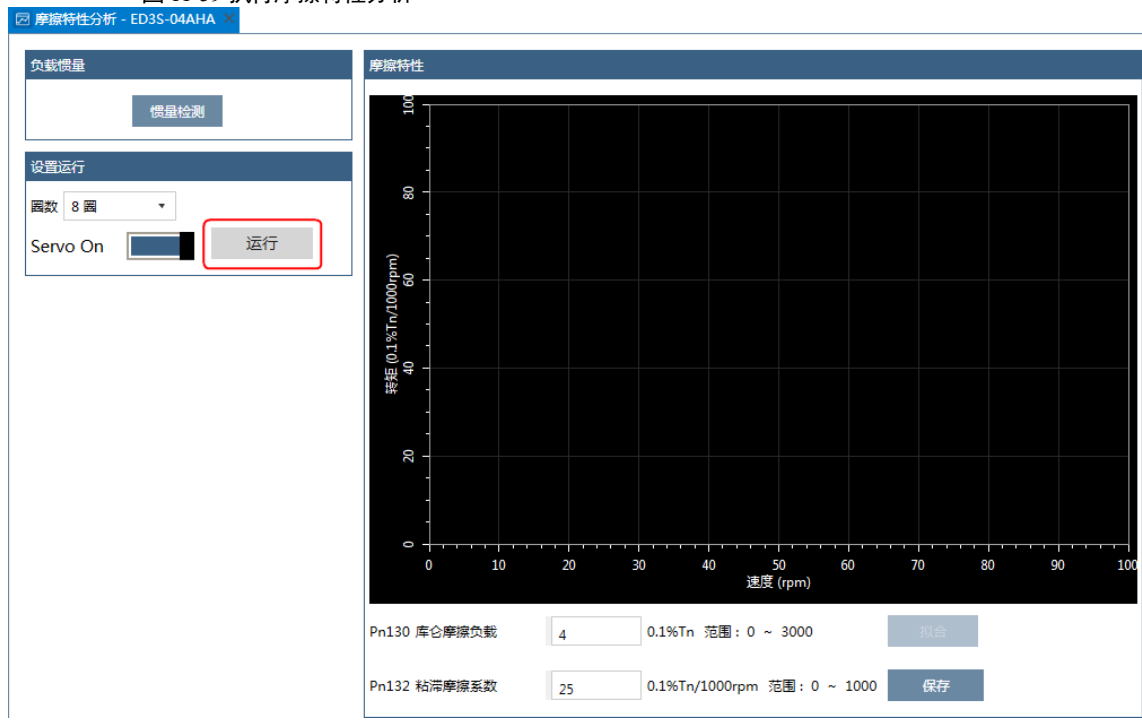 摩擦特性分析 - ED3S-04AHA ×
负载惯量
惯量检测
设置运行
圈数 8 圈
Servo On 运行
摩擦特性
100
80
60
40
20
0
转矩 (0.1%Tn/1000rpm)
0 10 20 30 40 50 60 70 80 90 100
速度 (rpm)
Pn130 库仑摩擦负载 4 0.1%Tn 范围: 0 ~ 3000 拟合
Pn132 粘滞摩擦系数 25 0.1%Tn/1000rpm 范围: 0 ~ 1000 保存